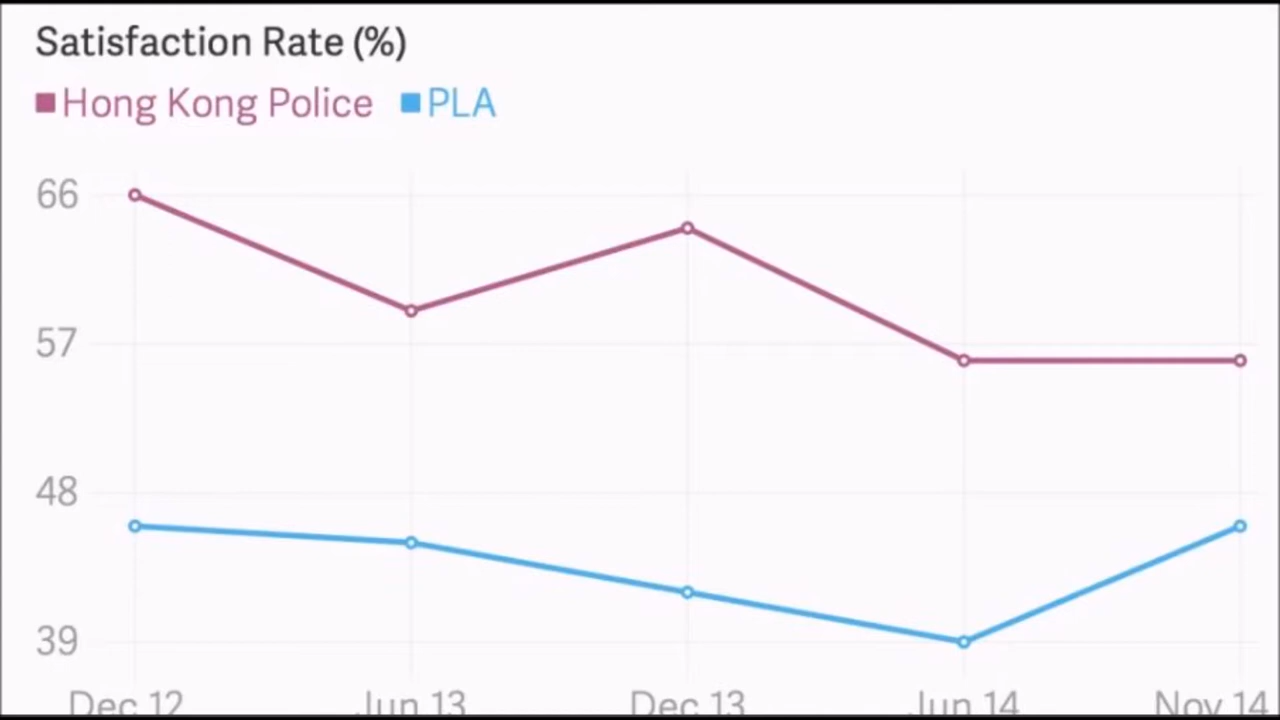 Satisfaction Rate (%)
Hong Kong Police PLA
66
57
48
39
Dec 12 Jun 13 Dec 13 Jun 14 Nov 14